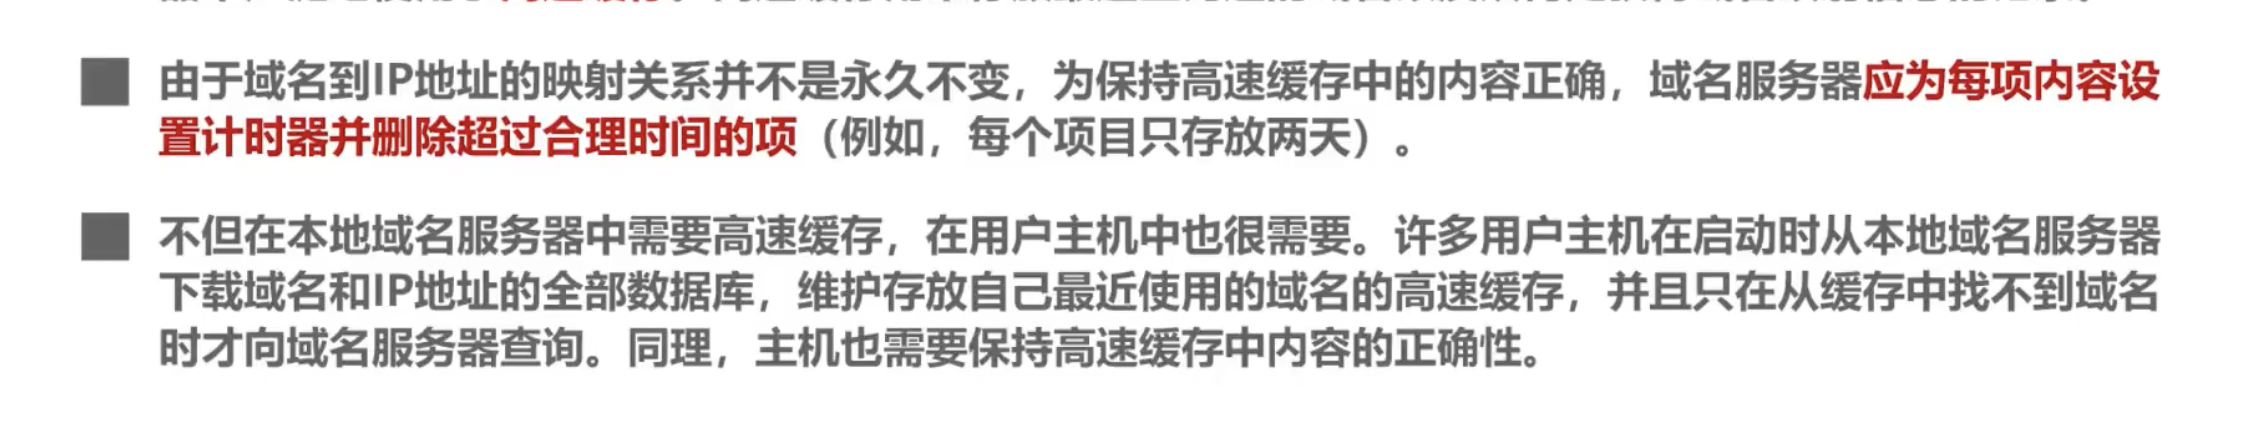 由于域名到IP地址的映射关系并不是永久不变，为保持高速缓存中的内容正确，域名服务器应为每项内容设
置计时器并删除超过合理时间的项（例如，每个项目只存放两天）。
不但在本地域名服务器中需要高速缓存，在用户主机中也很需要。许多用户主机在启动时从本地域名服务器
下载域名和IP地址的全部数据库，维护存放自己最近使用的域名的高速缓存，并且只在从缓存中找不到域名
时才向域名服务器查询。同理，主机也需要保持高速缓存中内容的正确性。